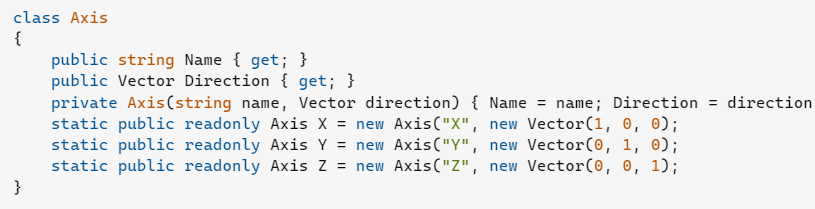 class Axis
{
    public string Name { get; }
    public Vector Direction { get; }
    private Axis(string name, Vector direction) { Name = name; Direction = direction
    static public readonly Axis X = new Axis("X", new Vector(1, 0, 0);
    static public readonly Axis Y = new Axis("Y", new Vector(0, 1, 0);
    static public readonly Axis Z = new Axis("Z", new Vector(0, 0, 1);
}